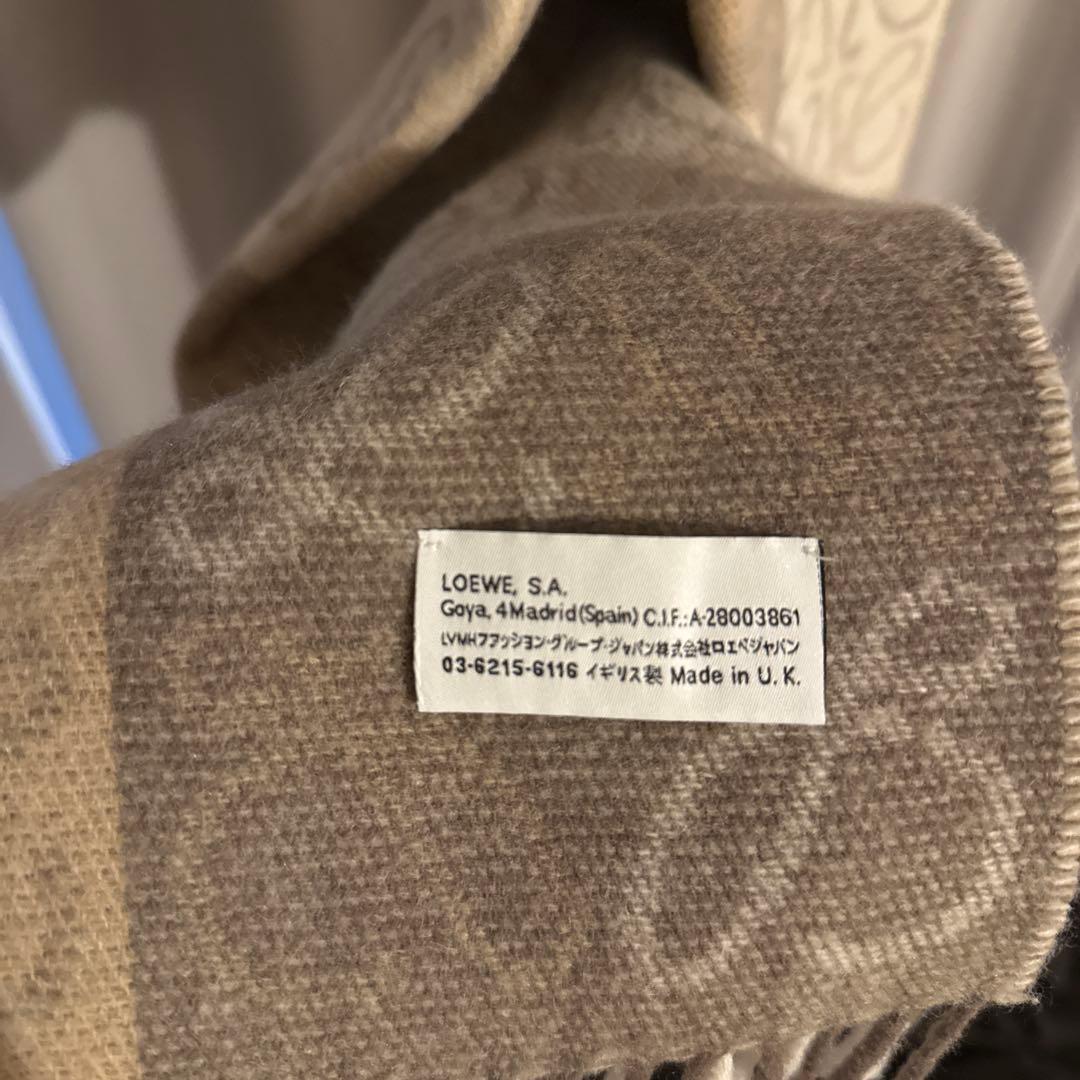 LOEWE, S.A.
Goya, 4 Madrid (Spain) C.I.F.: A-28003861
LVMHファッション・グループ・ジャパン株式会社ロエベジャパン
03-6215-6116 イギリス製 Made in U.K.